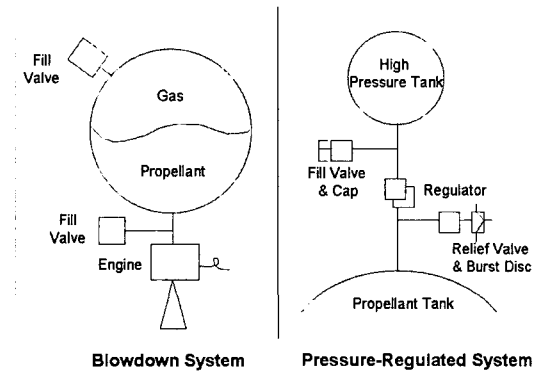 Fill
Valve
Gas
Propellant
Fill
Valve
Engine
Blowdown System
High
Pressure Tank
Fill Valve
& Cap
Regulator
Relief Valve
& Burst Disc
Propellant Tank
Pressure-Regulated System